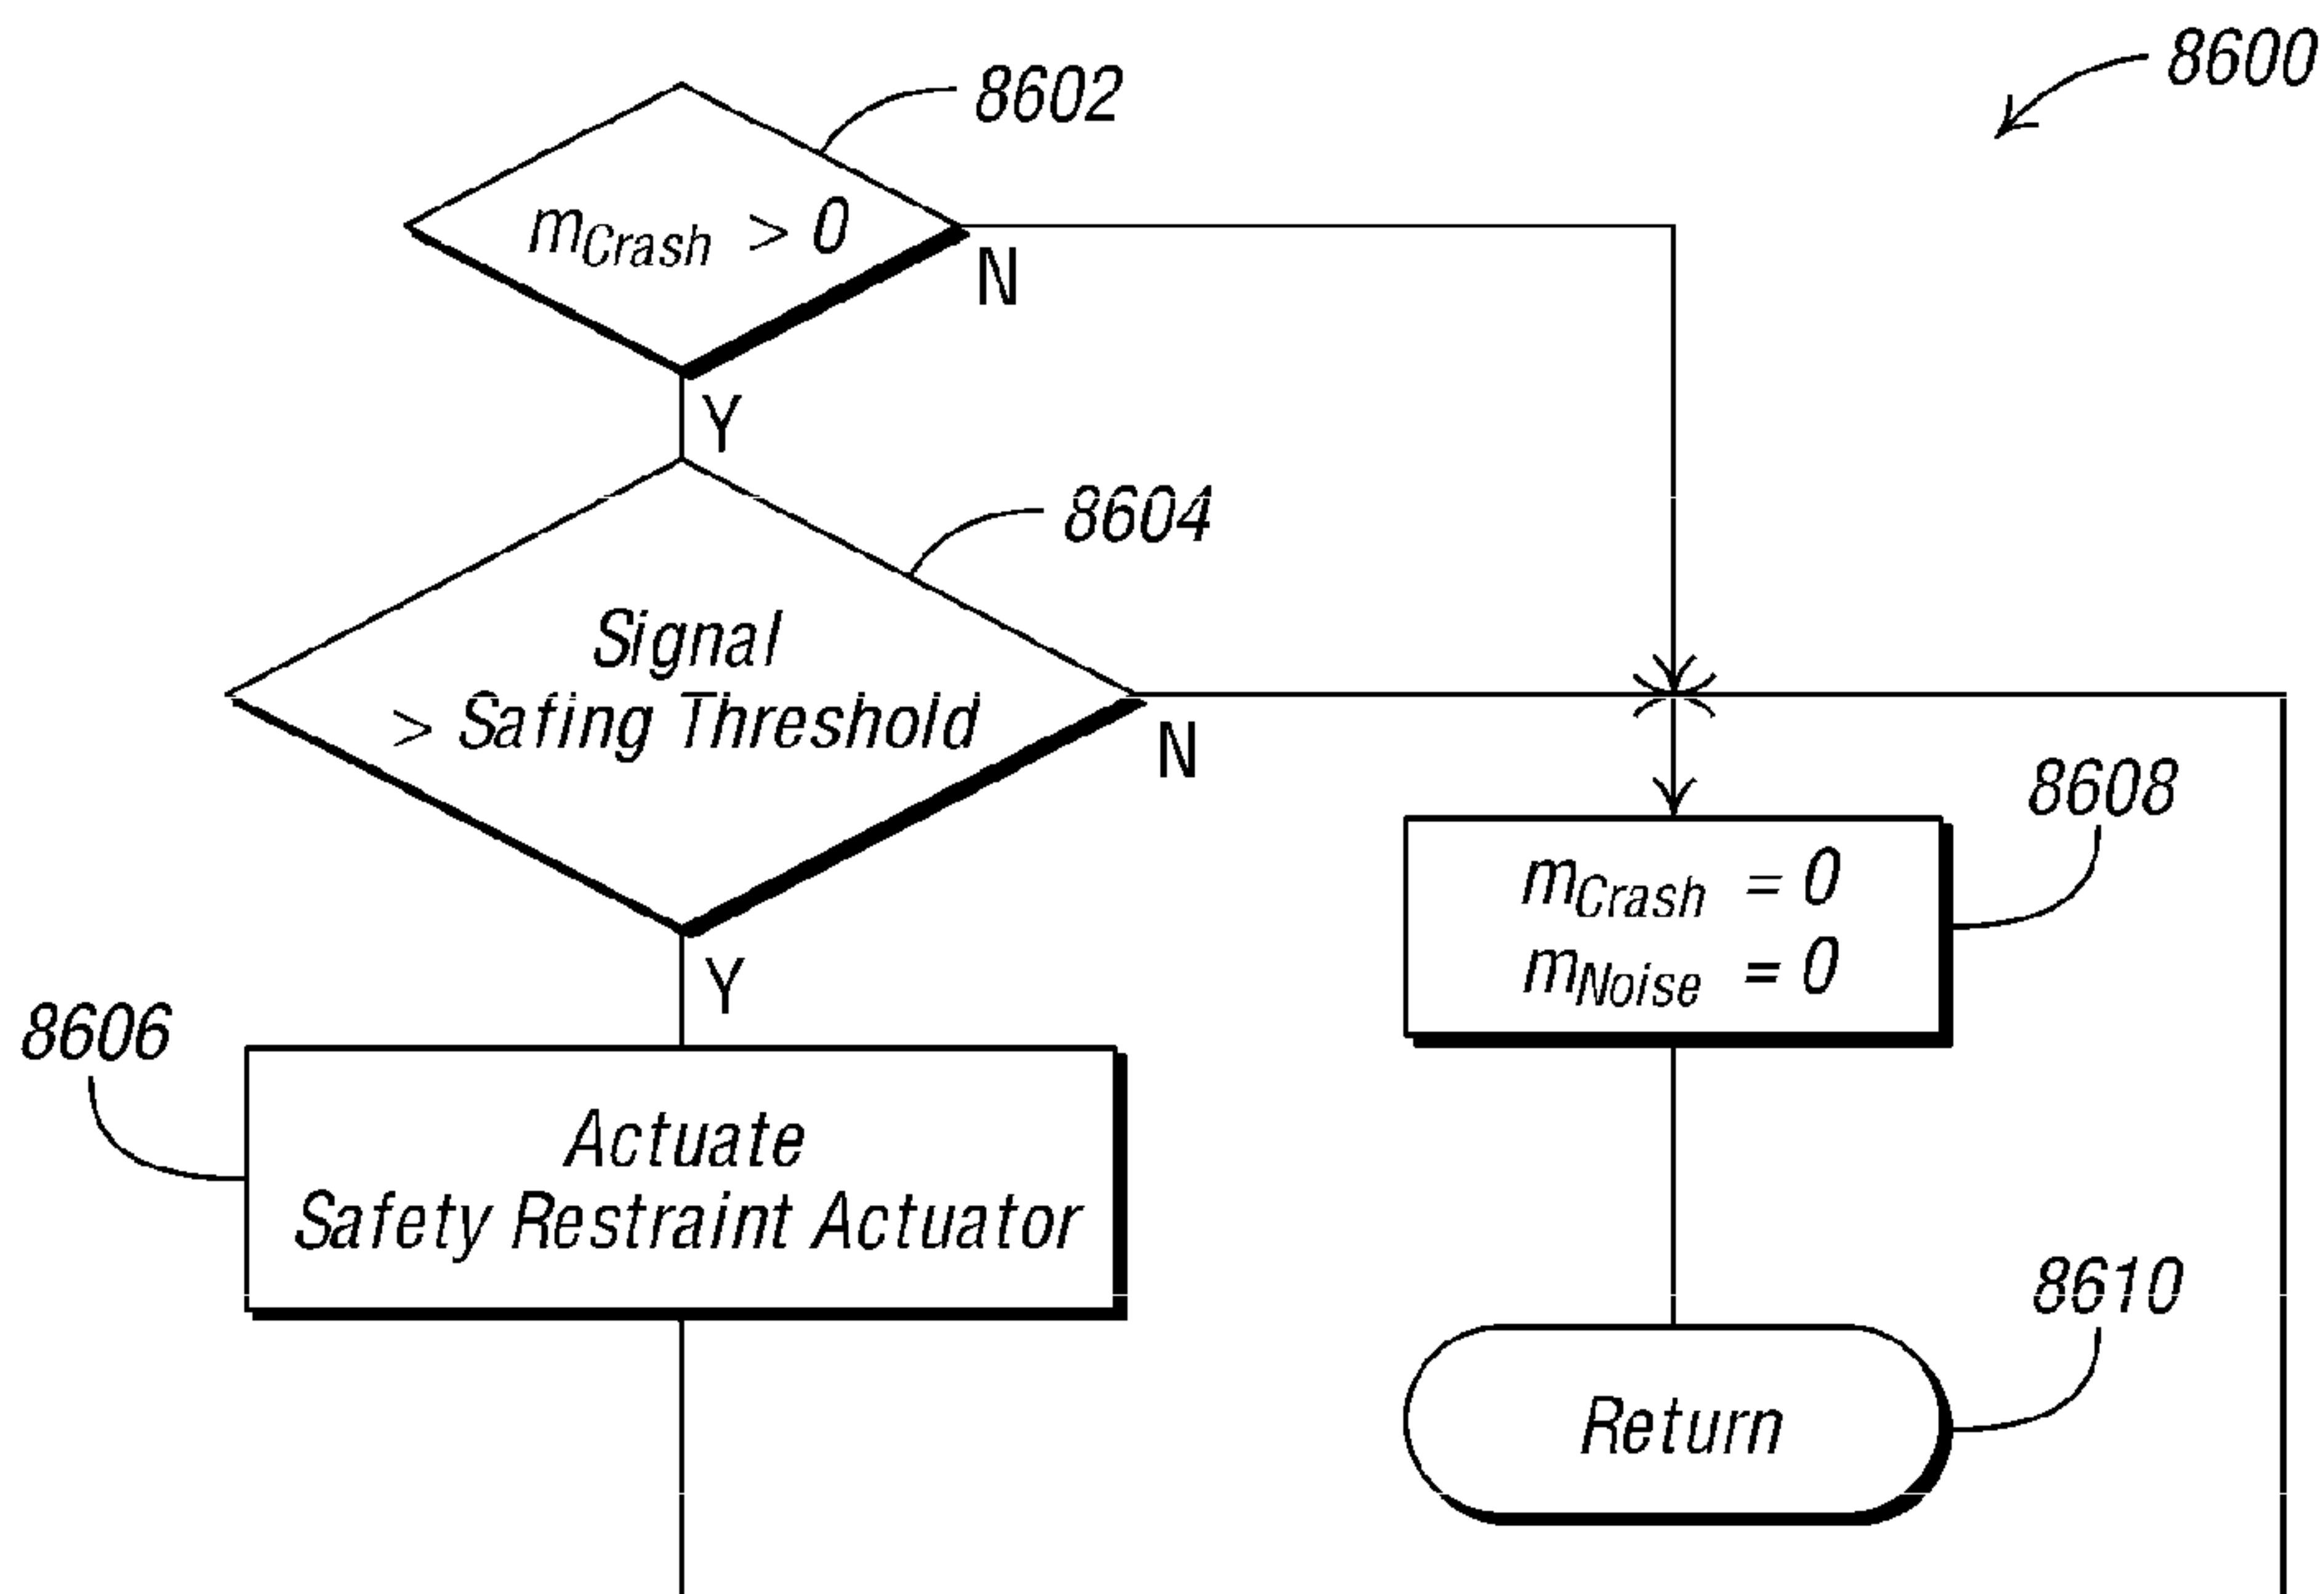 8600
8602
mCrash > 0
N
Y
8604
Signal
> Safing Threshold
N
Y
8608
mCrash = 0
mNoise = 0
8606
Actuate
Safety Restraint Actuator
8610
Return